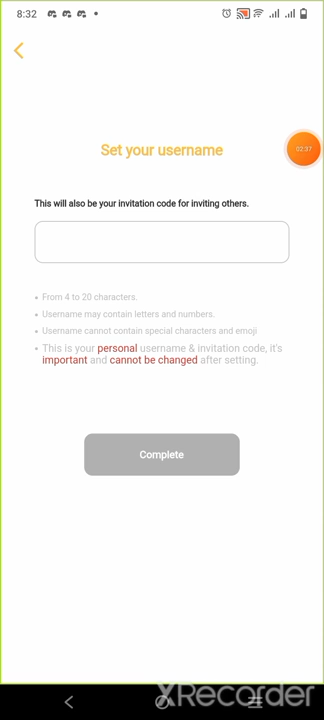 8:32
02:37
Set your username
This will also be your invitation code for inviting others.
• From 4 to 20 characters.
• Username may contain letters and numbers.
• Username cannot contain special characters and emoji
• This is your personal username & invitation code, it's
important and cannot be changed after setting.
Complete
XRecorder